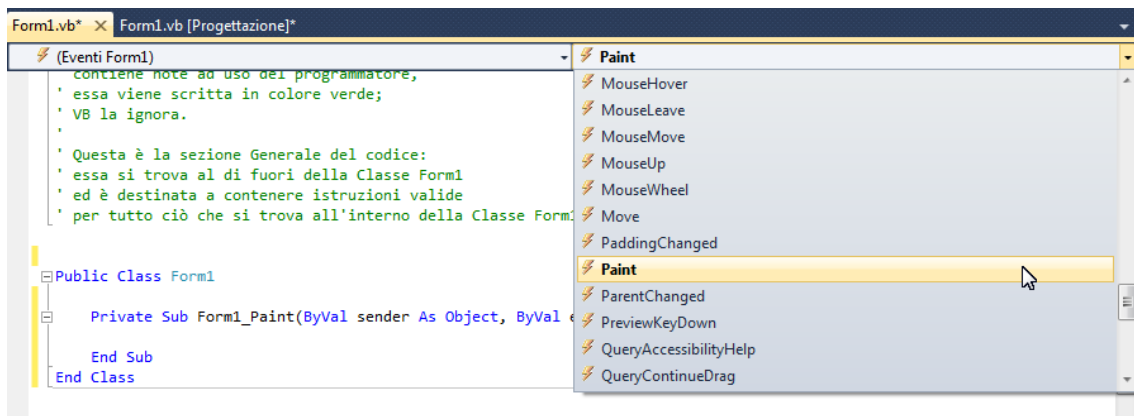 Form1.vb* Form1.vb [Progettazione]*
(Eventi Form1) Paint
contiene note ad uso del programmatore,
' essa viene scritta in colore verde;
' VB la ignora.
'
' Questa è la sezione Generale del codice:
' essa si trova al di fuori della Classe Form1
' ed è destinata a contenere istruzioni valide
' per tutto ciò che si trova all'interno della Classe Form1
Public Class Form1
Private Sub Form1_Paint(ByVal sender As Object, ByVal e
End Sub
End Class
MouseHover
MouseLeave
MouseMove
MouseUp
MouseWheel
Move
PaddingChanged
Paint
ParentChanged
PreviewKeyDown
QueryAccessibilityHelp
QueryContinueDrag